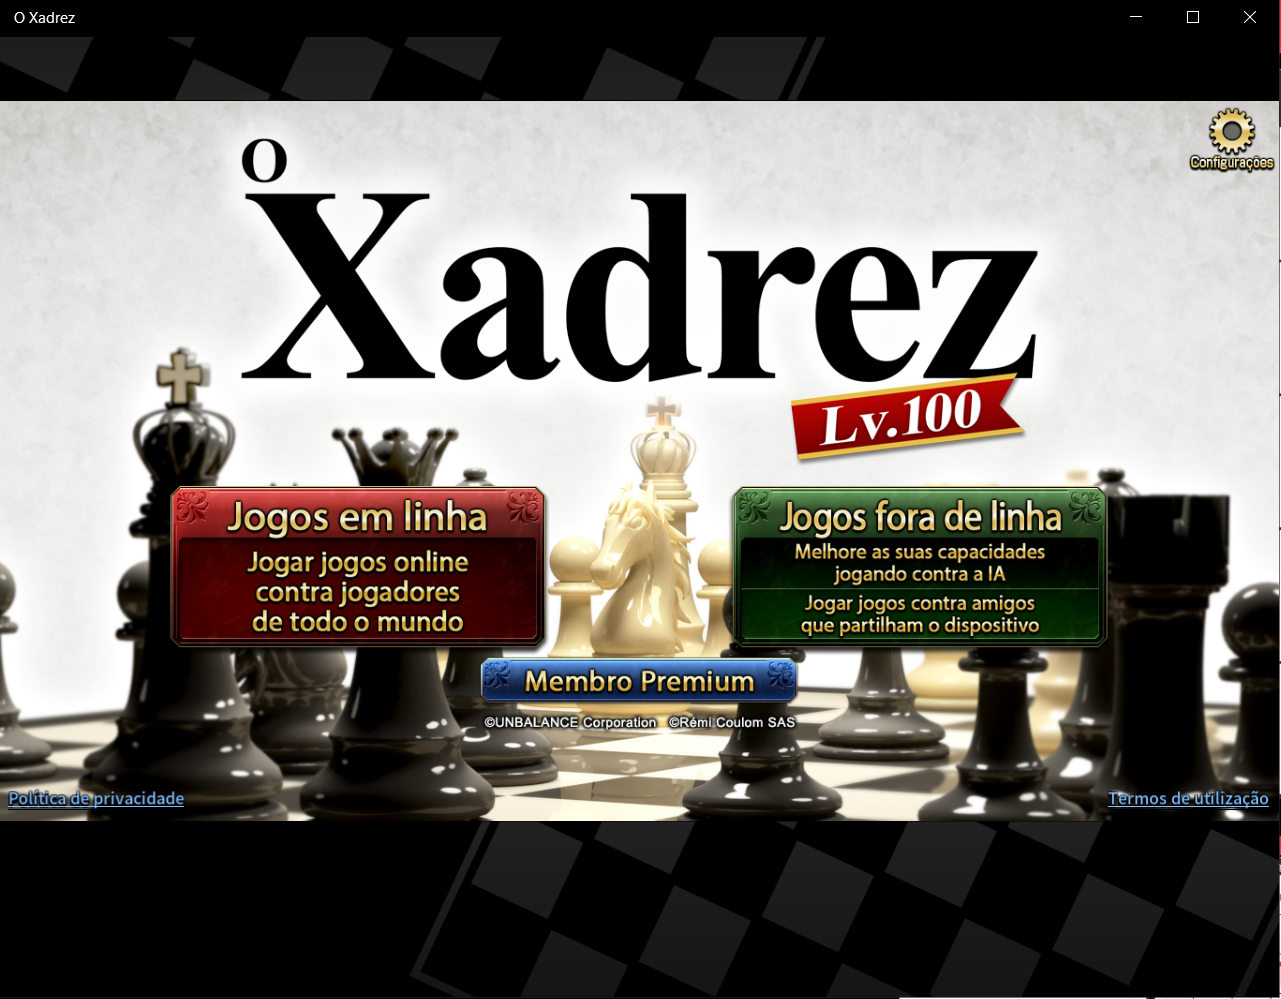 O Xadrez
Configurações
O
Xadrez
Lv.100
Jogos em linha
Jogar jogos online
contra jogadores
de todo o mundo
Jogos fora de linha
Melhore as suas capacidades
jogando contra a IA
Jogar jogos contra amigos
que partilham o dispositivo
Membro Premium
©UNBALANCE Corporation ©Rémi Coulom SAS
Política de privacidade
Termos de utilização